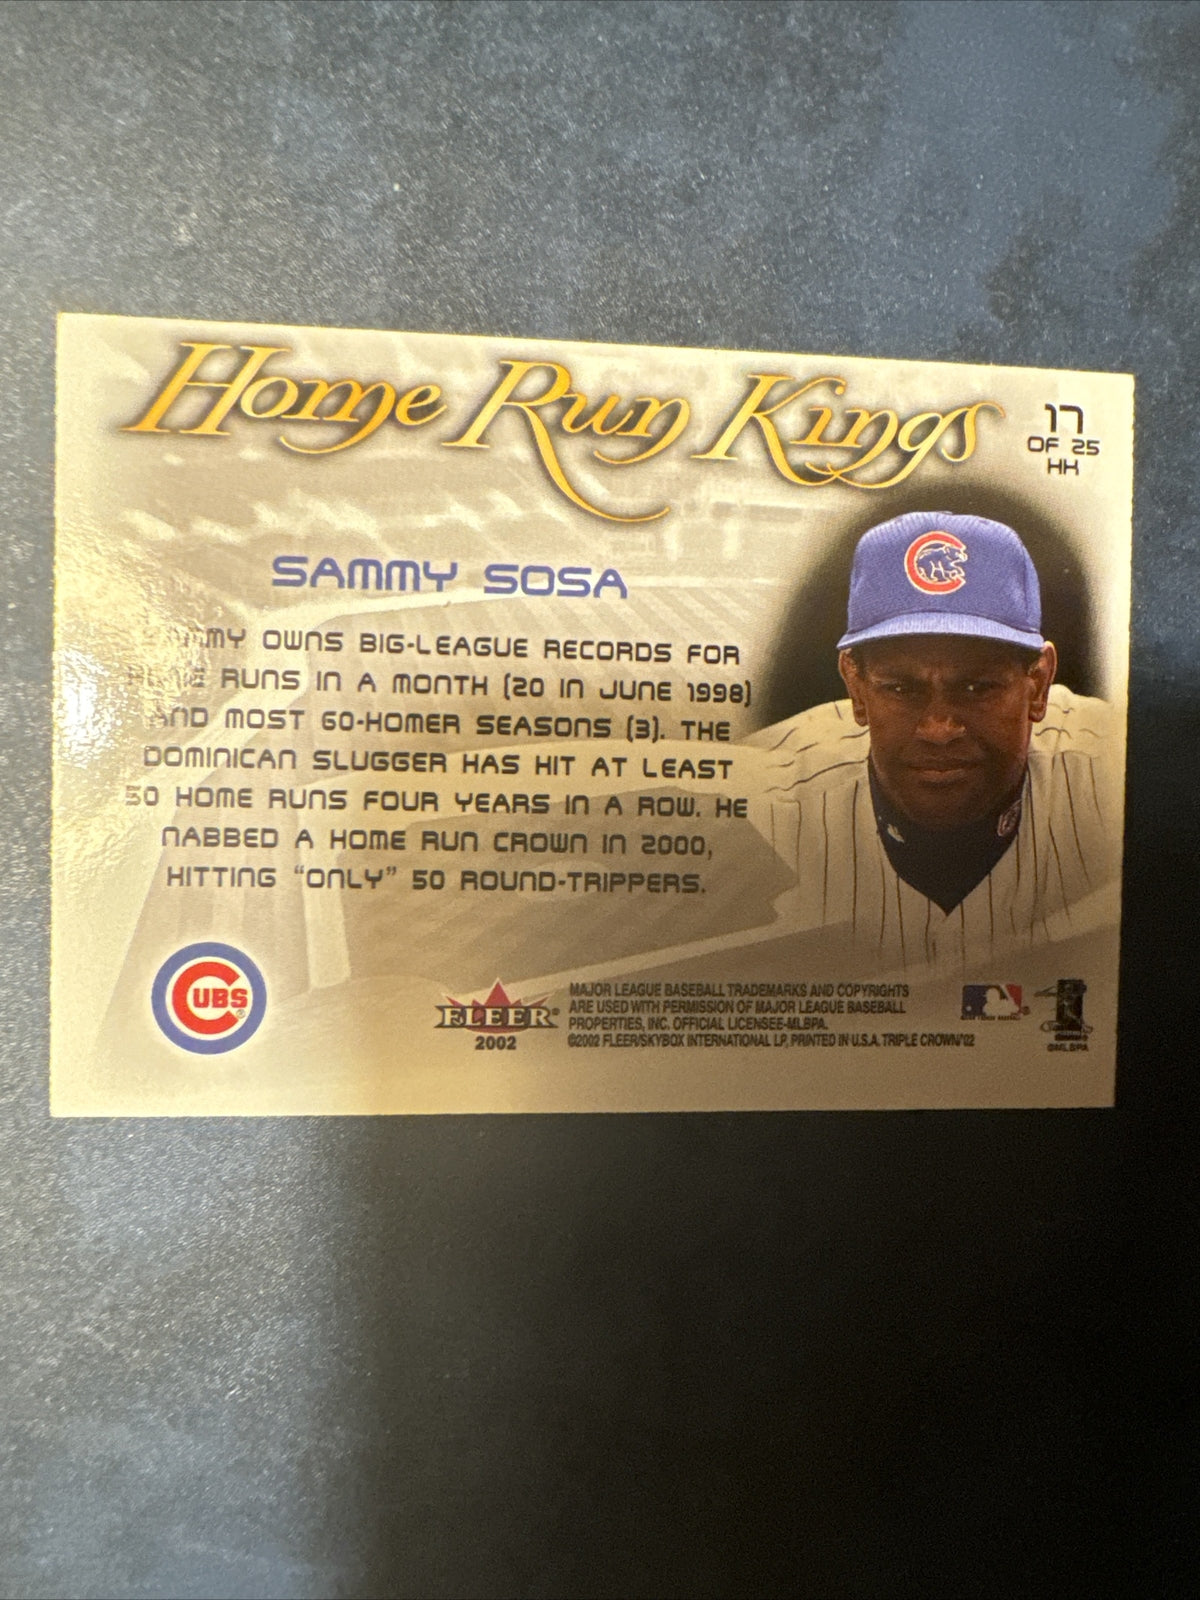 Home Run Kings
17
OF 25
HK
SAMMY SOSA
SAMMY OWNS BIG-LEAGUE RECORDS FOR
HOME RUNS IN A MONTH (20 IN JUNE 1998)
AND MOST 60-HOMER SEASONS (3). THE
DOMINICAN SLUGGER HAS HIT AT LEAST
50 HOME RUNS FOUR YEARS IN A ROW. HE
NABBED A HOME RUN CROWN IN 2000,
HITTING “ONLY” 50 ROUND-TRIPPERS.
CUBS®
FLEER®
2002
MAJOR LEAGUE BASEBALL TRADEMARKS AND COPYRIGHTS
ARE USED WITH PERMISSION OF MAJOR LEAGUE BASEBALL
PROPERTIES, INC. OFFICIAL LICENSEE-MLBPA.
©2002 FLEER/SKYBOX INTERNATIONAL LP, PRINTED IN U.S.A. TRIPLE CROWN'02
©MLBPA